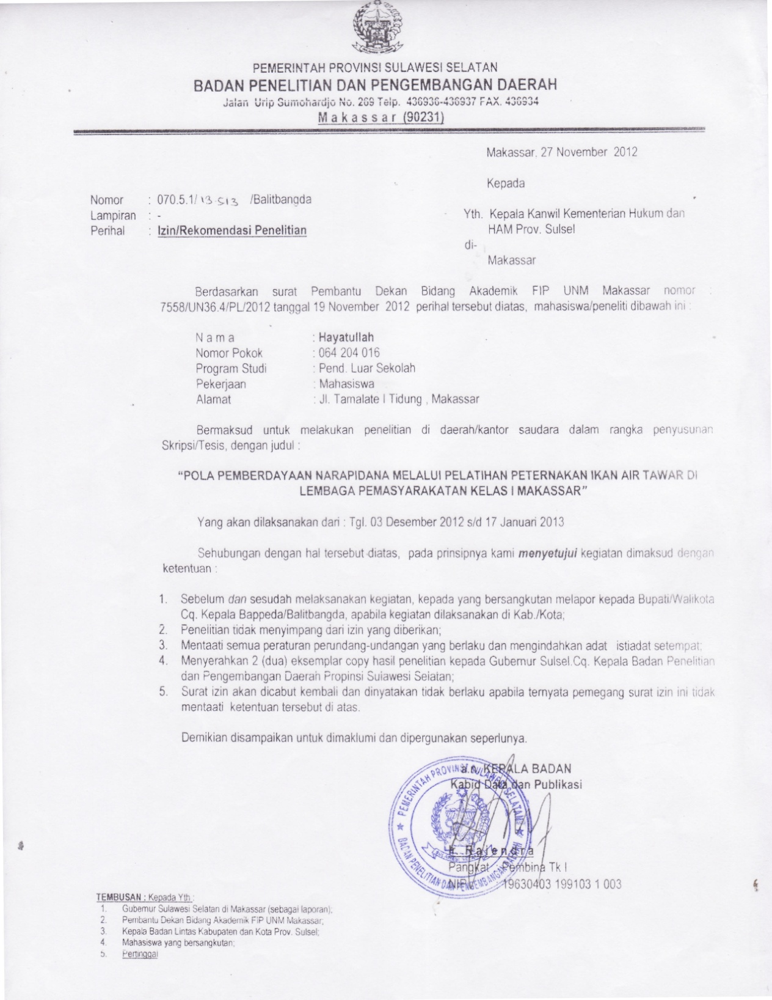 PEMERINTAH PROVINSI SULAWESI SELATAN
BADAN PENELITIAN DAN PENGEMBANGAN DAERAH
Jalan Urip Sumohardjo No. 269 Telp. 436936-436937 FAX. 436934
M a k a s s a r (90231)
Makassar, 27 November 2012
Kepada
Nomor : 070.5.1/13.513 /Balitbangda
Lampiran : -
Perihal : Izin/Rekomendasi Penelitian
Yth. Kepala Kanwil Kementerian Hukum dan
HAM Prov. Sulsel
di-
Makassar
Berdasarkan surat Pembantu Dekan Bidang Akademik FIP UNM Makassar nomor :
7558/UN36.4/PL/2012 tanggal 19 November 2012 perihal tersebut diatas, mahasiswa/peneliti dibawah ini :
N a m a : Hayatullah
Nomor Pokok : 064 204 016
Program Studi : Pend. Luar Sekolah
Pekerjaan : Mahasiswa
Alamat : Jl. Tamalate I Tidung , Makassar
Bermaksud untuk melakukan penelitian di daerah/kantor saudara dalam rangka penyusunan
Skripsi/Tesis, dengan judul :
“POLA PEMBERDAYAAN NARAPIDANA MELALUI PELATIHAN PETERNAKAN IKAN AIR TAWAR DI
LEMBAGA PEMASYARAKATAN KELAS I MAKASSAR”
Yang akan dilaksanakan dari : Tgl. 03 Desember 2012 s/d 17 Januari 2013
Sehubungan dengan hal tersebut diatas, pada prinsipnya kami menyetujui kegiatan dimaksud dengan
ketentuan :
1. Sebelum dan sesudah melaksanakan kegiatan, kepada yang bersangkutan melapor kepada Bupati/Walikota
Cq. Kepala Bappeda/Balitbangda, apabila kegiatan dilaksanakan di Kab./Kota;
2. Penelitian tidak menyimpang dari izin yang diberikan;
3. Mentaati semua peraturan perundang-undangan yang berlaku dan mengindahkan adat istiadat setempat;
4. Menyerahkan 2 (dua) eksemplar copy hasil penelitian kepada Gubernur Sulsel.Cq. Kepala Badan Penelitian
dan Pengembangan Daerah Propinsi Sulawesi Selatan;
5. Surat izin akan dicabut kembali dan dinyatakan tidak berlaku apabila ternyata pemegang surat izin ini tidak
mentaati ketentuan tersebut di atas.
Demikian disampaikan untuk dimaklumi dan dipergunakan seperlunya.
a.n. KEPALA BADAN
Kabid Data dan Publikasi
PEMERINTAH PROVINSI SULAWESI SELATAN
BADAN PENELITIAN DAN PENGEMBANGAN DAERAH
SULAWESI SELATAN
R a j e n d r a
Pangkat : Pembina Tk I
NIP. : 19630403 199103 1 003
TEMBUSAN : Kepada Yth :
1. Gubernur Sulawesi Selatan di Makassar (sebagai laporan);
2. Pembantu Dekan Bidang Akademik FIP UNM Makassar;
3. Kepala Badan Lintas Kabupaten dan Kota Prov. Sulsel;
4. Mahasiswa yang bersangkutan;
5. Pertinggal